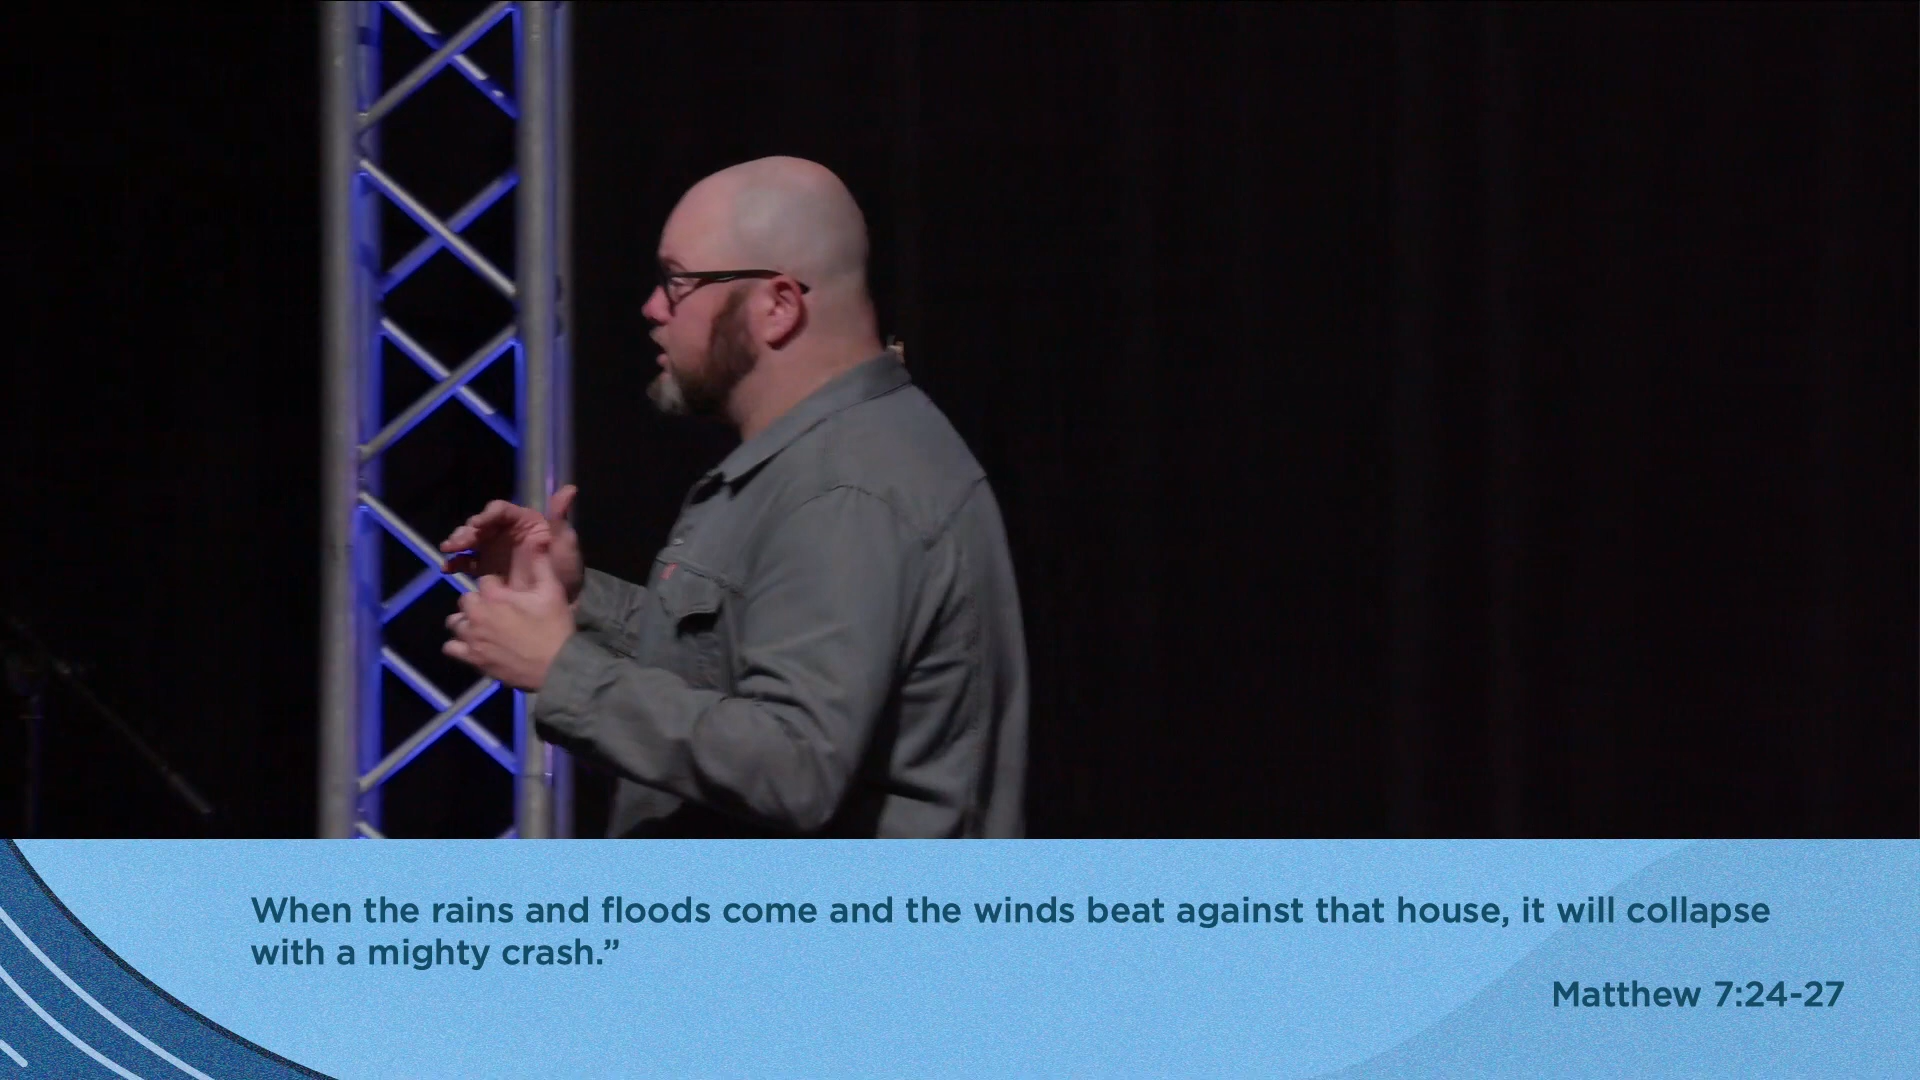 When the rains and floods come and the winds beat against that house, it will collapse
with a mighty crash.”
Matthew 7:24-27